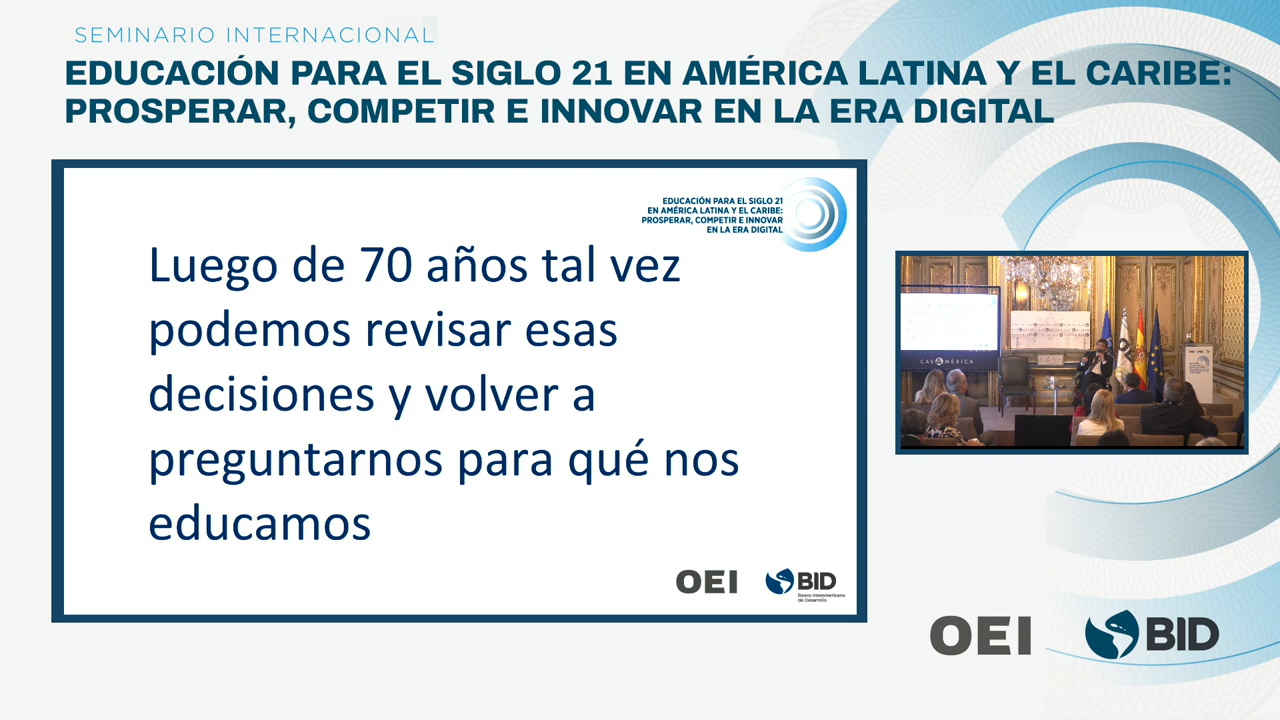 SEMINARIO INTERNACIONAL
EDUCACIÓN PARA EL SIGLO 21 EN AMÉRICA LATINA Y EL CARIBE:
PROSPERAR, COMPETIR E INNOVAR EN LA ERA DIGITAL
EDUCACIÓN PARA EL SIGLO 21
EN AMÉRICA LATINA Y EL CARIBE:
PROSPERAR, COMPETIR E INNOVAR
EN LA ERA DIGITAL
Luego de 70 años tal vez
podemos revisar esas
decisiones y volver a
preguntarnos para qué nos
educamos
OEI
BID
Banco Interamericano
de Desarrollo
CASAMÉRICA
OEI
BID